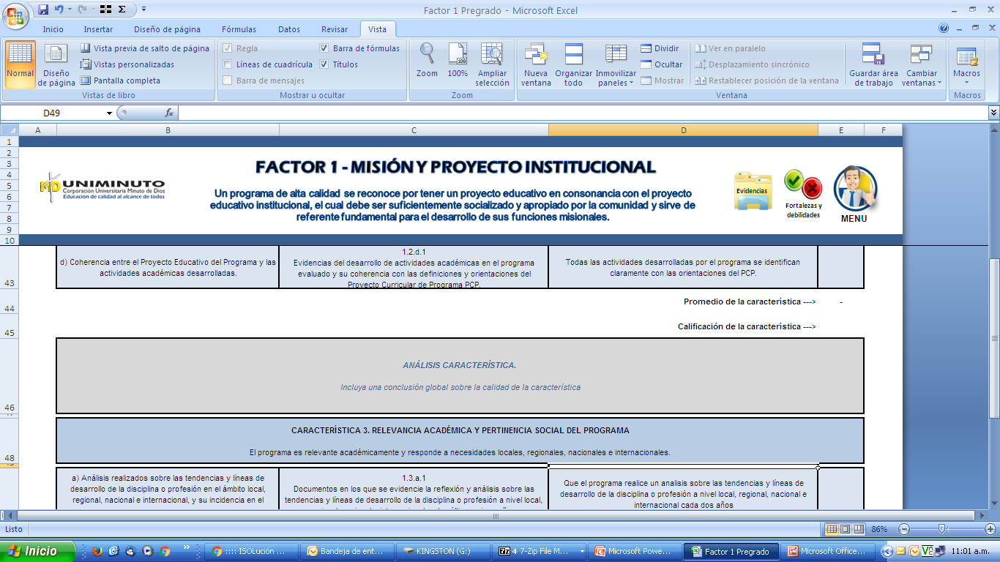 Factor 1 Pregrado - Microsoft Excel
Inicio Insertar Diseño de página Fórmulas Datos Revisar Vista
Normal
Diseño de página
Vista previa de salto de página
Vistas personalizadas
Pantalla completa
Vistas de libro
Regla
Líneas de cuadrícula
Barra de mensajes
Barra de fórmulas
Títulos
Mostrar u ocultar
Zoom
100%
Ampliar selección
Zoom
Nueva ventana
Organizar todo
Inmovilizar paneles
Dividir
Ocultar
Mostrar
Ver en paralelo
Desplazamiento sincrónico
Restablecer posición de la ventana
Ventana
Guardar área de trabajo
Cambiar ventanas
Macros
Macros
D49
fx
A B C D E F
1
2
3
4
5
6
7
8
9
10
UNIMINUTO
Corporación Universitaria Minuto de Dios
Educación de calidad al alcance de todos
FACTOR 1 - MISIÓN Y PROYECTO INSTITUCIONAL
Un programa de alta calidad se reconoce por tener un proyecto educativo en consonancia con el proyecto
educativo institucional, el cual debe ser suficientemente socializado y apropiado por la comunidad y sirve de
referente fundamental para el desarrollo de sus funciones misionales.
Evidencias
Fortalezas y
debilidades
MENU
43
d) Coherencia entre el Proyecto Educativo del Programa y las
actividades académicas desarrolladas.
1.2.d.1
Evidencias del desarrollo de actividades académicas en el programa
evaluado y su coherencia con las definiciones y orientaciones del
Proyecto Curricular de Programa PCP.
Todas las actividades desarrolladas por el programa se identifican
claramente con las orientaciones del PCP.
44
Promedio de la característica ---> -
45
Calificación de la característica --->
46
ANÁLISIS CARACTERÍSTICA.
Incluya una conclusión global sobre la calidad de la característica
48
CARACTERÍSTICA 3. RELEVANCIA ACADÉMICA Y PERTINENCIA SOCIAL DEL PROGRAMA
El programa es relevante académicamente y responde a necesidades locales, regionales, nacionales e internacionales.
a) Análisis realizados sobre las tendencias y líneas de
desarrollo de la disciplina o profesión en el ámbito local,
regional, nacional e internacional, y su incidencia en el
1.3.a.1
Documentos en los que se evidencie la reflexión y análisis sobre las
tendencias y líneas de desarrollo de la disciplina o profesión a nivel local,
Que el programa realice un analisis sobre las tendencias y líneas de
desarrollo de la disciplina o profesión a nivel local, regional, nacional e
internacional cada dos años
Listo
86%
Inicio
:::: ISOLución ...
Bandeja de ent...
KINGSTON (G:)
4 7-Zip File M...
Microsoft Powe...
Factor 1 Pregrado
Microsoft Office...
11:01 a.m.